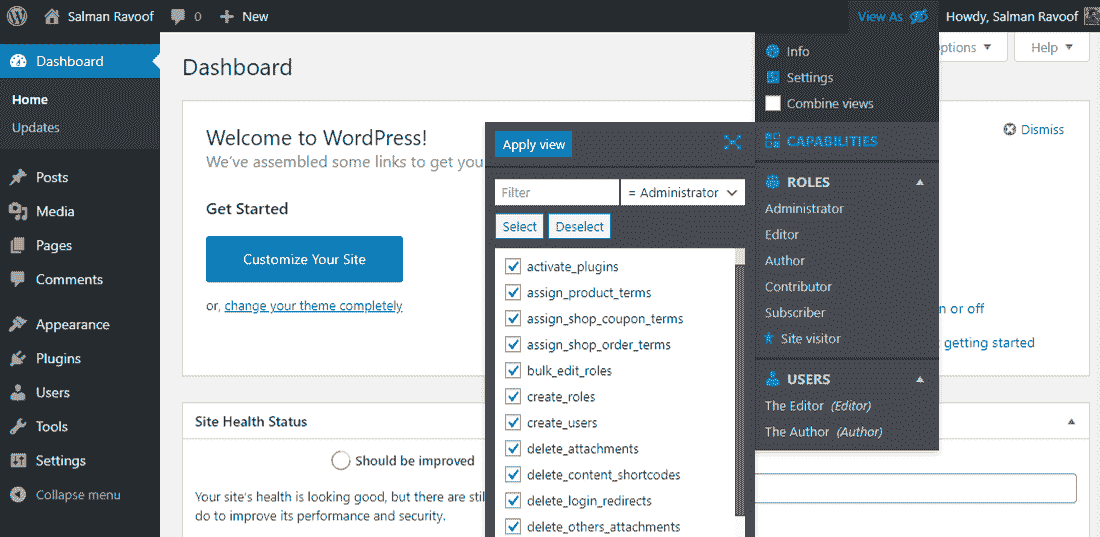 Salman Ravoof
0
+ New
View As
Howdy, Salman Ravoof
Dashboard
Home
Updates
Posts
Media
Pages
Comments
Appearance
Plugins
Users
Tools
Settings
Collapse menu
Dashboard
ptions
Help
Welcome to WordPress!
We've assembled some links to get you
Dismiss
Get Started
Customize Your Site
or, change your theme completely
n or off
getting started
Site Health Status
Should be improved
Your site's health is looking good, but there are stil
do to improve its performance and security.
Apply view
Filter
= Administrator
Select
Deselect
activate_plugins
assign_product_terms
assign_shop_coupon_terms
assign_shop_order_terms
bulk_edit_roles
create_roles
create_users
delete_attachments
delete_content_shortcodes
delete_login_redirects
delete_others_attachments
Info
Settings
Combine views
CAPABILITIES
ROLES
Administrator
Editor
Author
Contributor
Subscriber
Site visitor
USERS
The Editor (Editor)
The Author (Author)